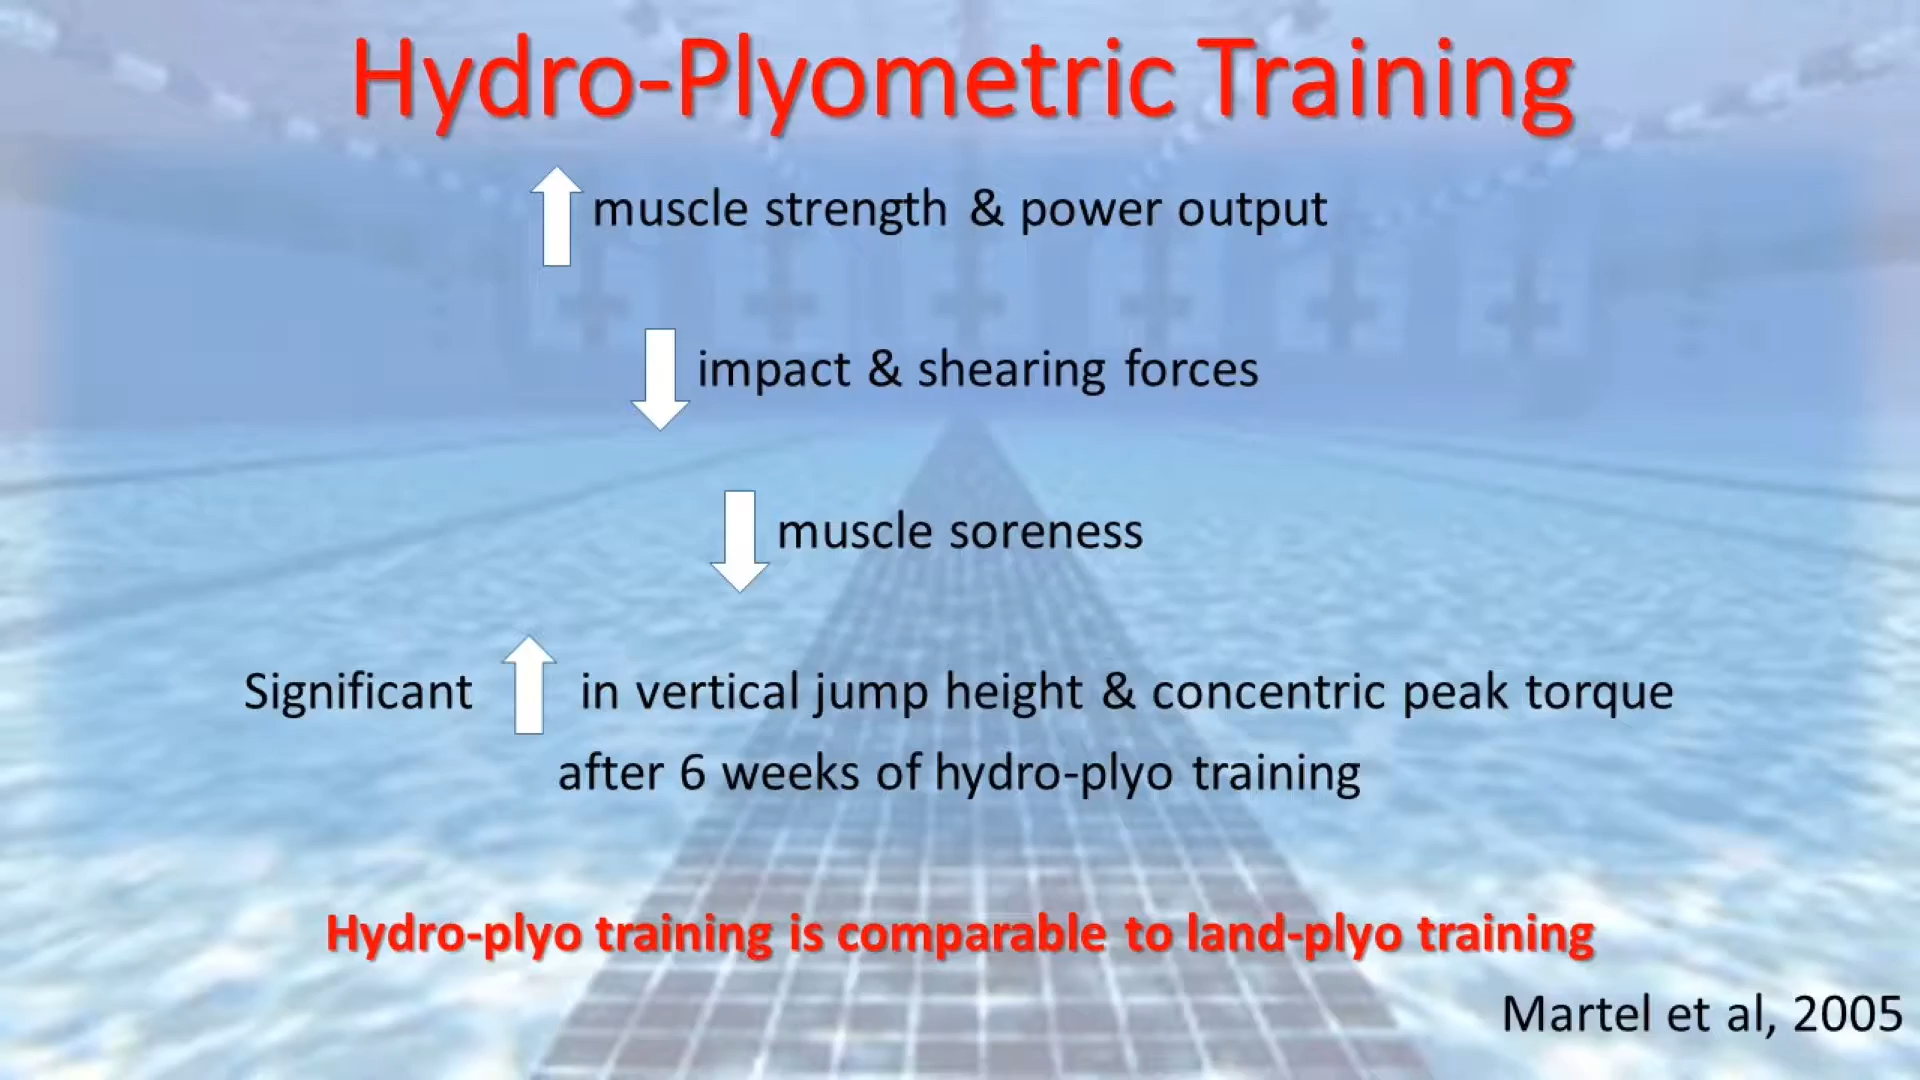 Hydro-Plyometric Training
muscle strength & power output
impact & shearing forces
muscle soreness
Significant in vertical jump height & concentric peak torque
after 6 weeks of hydro-plyo training
Hydro-plyo training is comparable to land-plyo training
Martel et al, 2005